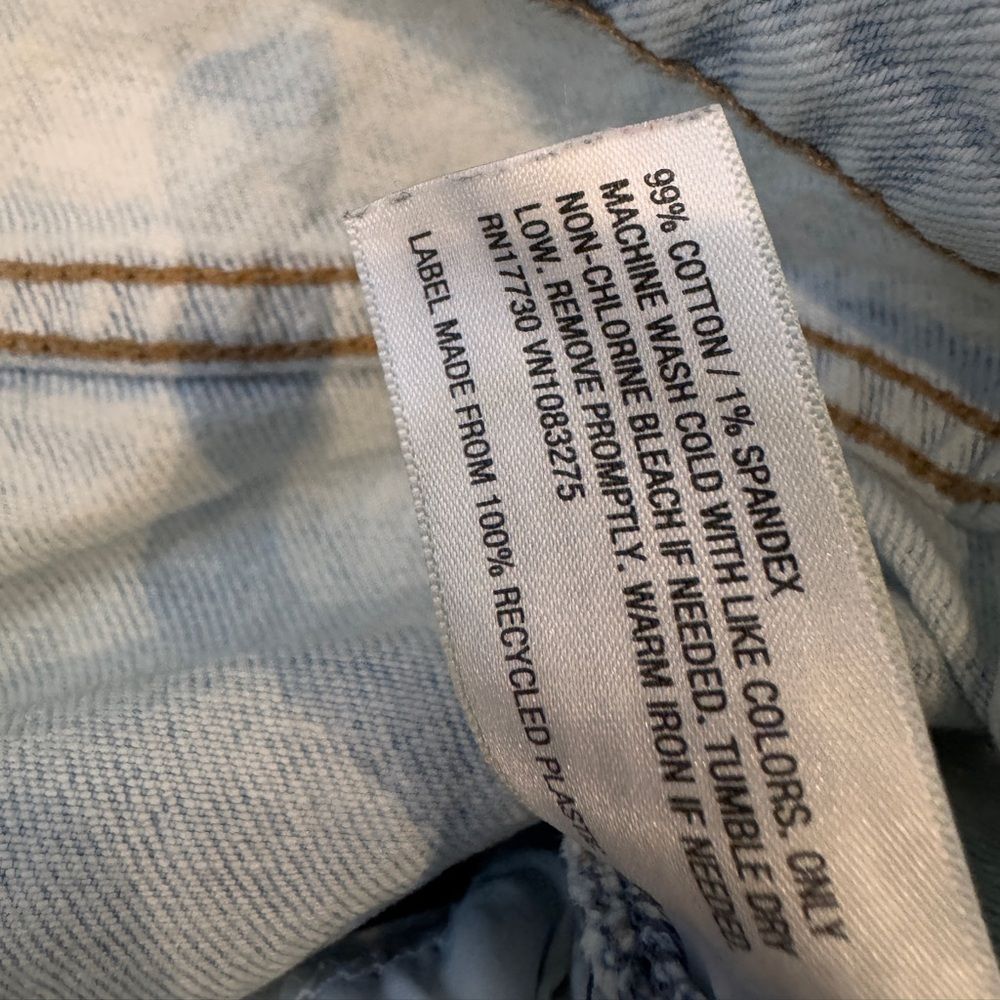 99% COTTON / 1% SPANDEX
MACHINE WASH COLD WITH LIKE COLORS. ONLY
NON-CHLORINE BLEACH IF NEEDED. TUMBLE DRY
LOW. REMOVE PROMPTLY. WARM IRON IF NEEDED
RN17730 VN1083275
LABEL MADE FROM 100% RECYCLED